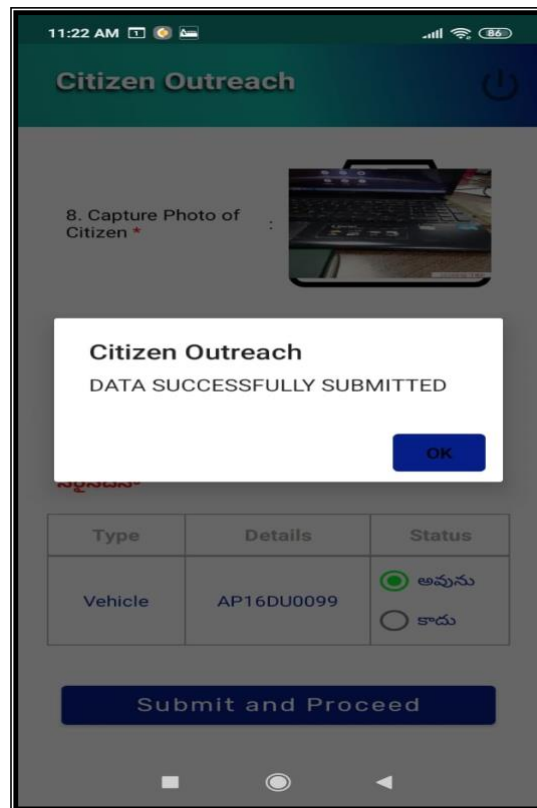 11:22 AM
86
Citizen Outreach
8. Capture Photo of
Citizen *
:
Citizen Outreach
DATA SUCCESSFULLY SUBMITTED
OK
Type Details Status
Vehicle AP16DU0099 అవును
కాదు
Submit and Proceed